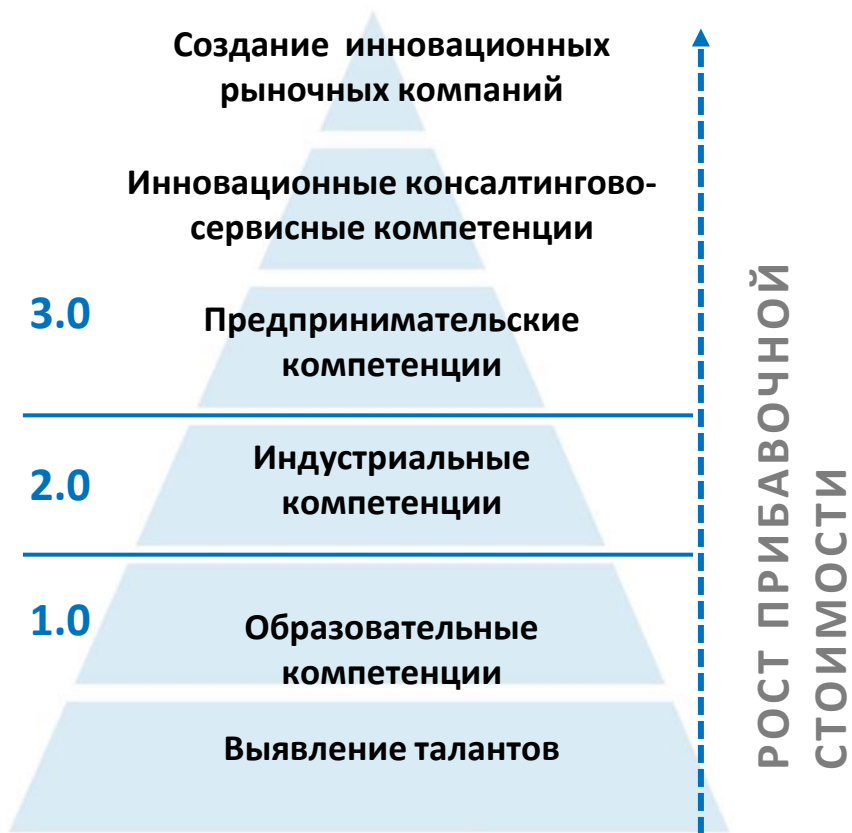 Создание инновационных
рыночных компаний
Инновационные консалтингово-
сервисные компетенции
3.0
Предпринимательские
компетенции
2.0
Индустриальные
компетенции
1.0
Образовательные
компетенции
Выявление талантов
РОСТ ПРИБАВОЧНОЙ
СТОИМОСТИ